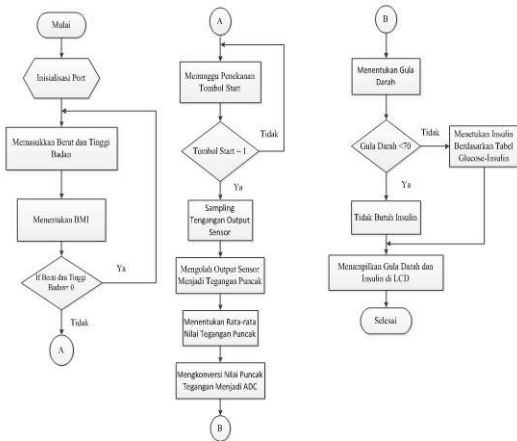 Mulai
Inisialisasi Port
Memasukkan Berat dan Tinggi
Badan
Menentukan BMI
If Berat dan Tinggi
Badan= 0
Ya
Tidak
A
A
Menunggu Penekanan
Tombol Start
Tidak
Tombol Start = 1
Ya
Sampling
Tengangan Output
Sensor
Mengolah Output Sensor
Menjadi Tegangan Puncak
Menentukan Rata-rata
Nilai Tegangan Puncak
Mengkonversi Nilai Puncak
Tegangan Menjadi ADC
B
B
Menentukan Gula
Darah
Gula Darah <70
Tidak
Menetukan Insulin
Berdasarkan Tabel
Glucose-Insulin
Ya
Tidak Butuh Insulin
Menampilkan Gula Darah dan
Insulin di LCD
Selesai